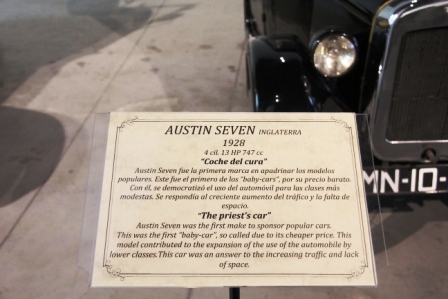 AUSTIN SEVEN INGLATERRA
1928
4 cil. 13 HP 747 cc
"Coche del cura"
Austin Seven fue la primera marca en apadrinar los modelos
populares. Este fue el primero de los "baby-cars", por su precio barato.
Con él, se democratizó el uso del automóvil para las clases más
modestas. Se respondía al creciente aumento del tráfico y la falta de
espacio.
"The priest's car"
Austin Seven was the first make to sponsor popular cars.
This was the first "baby-car", so called due to its cheaper price. This
model contributed to the expansion of the use of the automobile by
lower classes.This car was an answer to the increasing traffic and lack
of space.
MN-IQ-